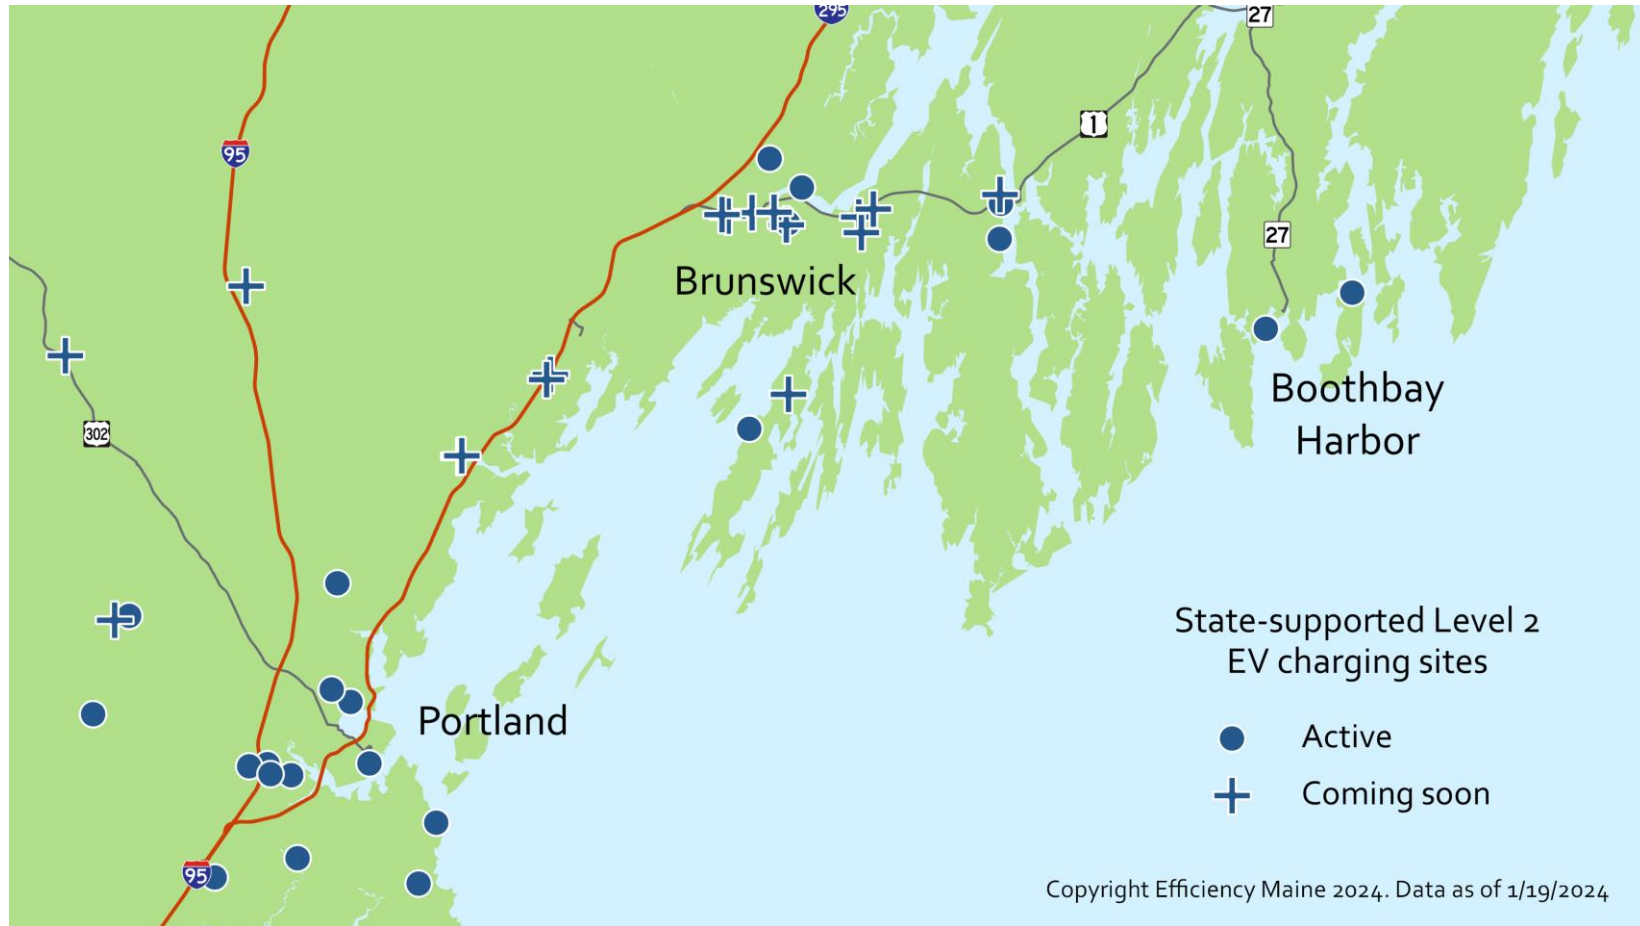 295
27
1
95
27
Brunswick
Boothbay
Harbor
302
State-supported Level 2
EV charging sites
Portland
Active
Coming soon
95
Copyright Efficiency Maine 2024. Data as of 1/19/2024